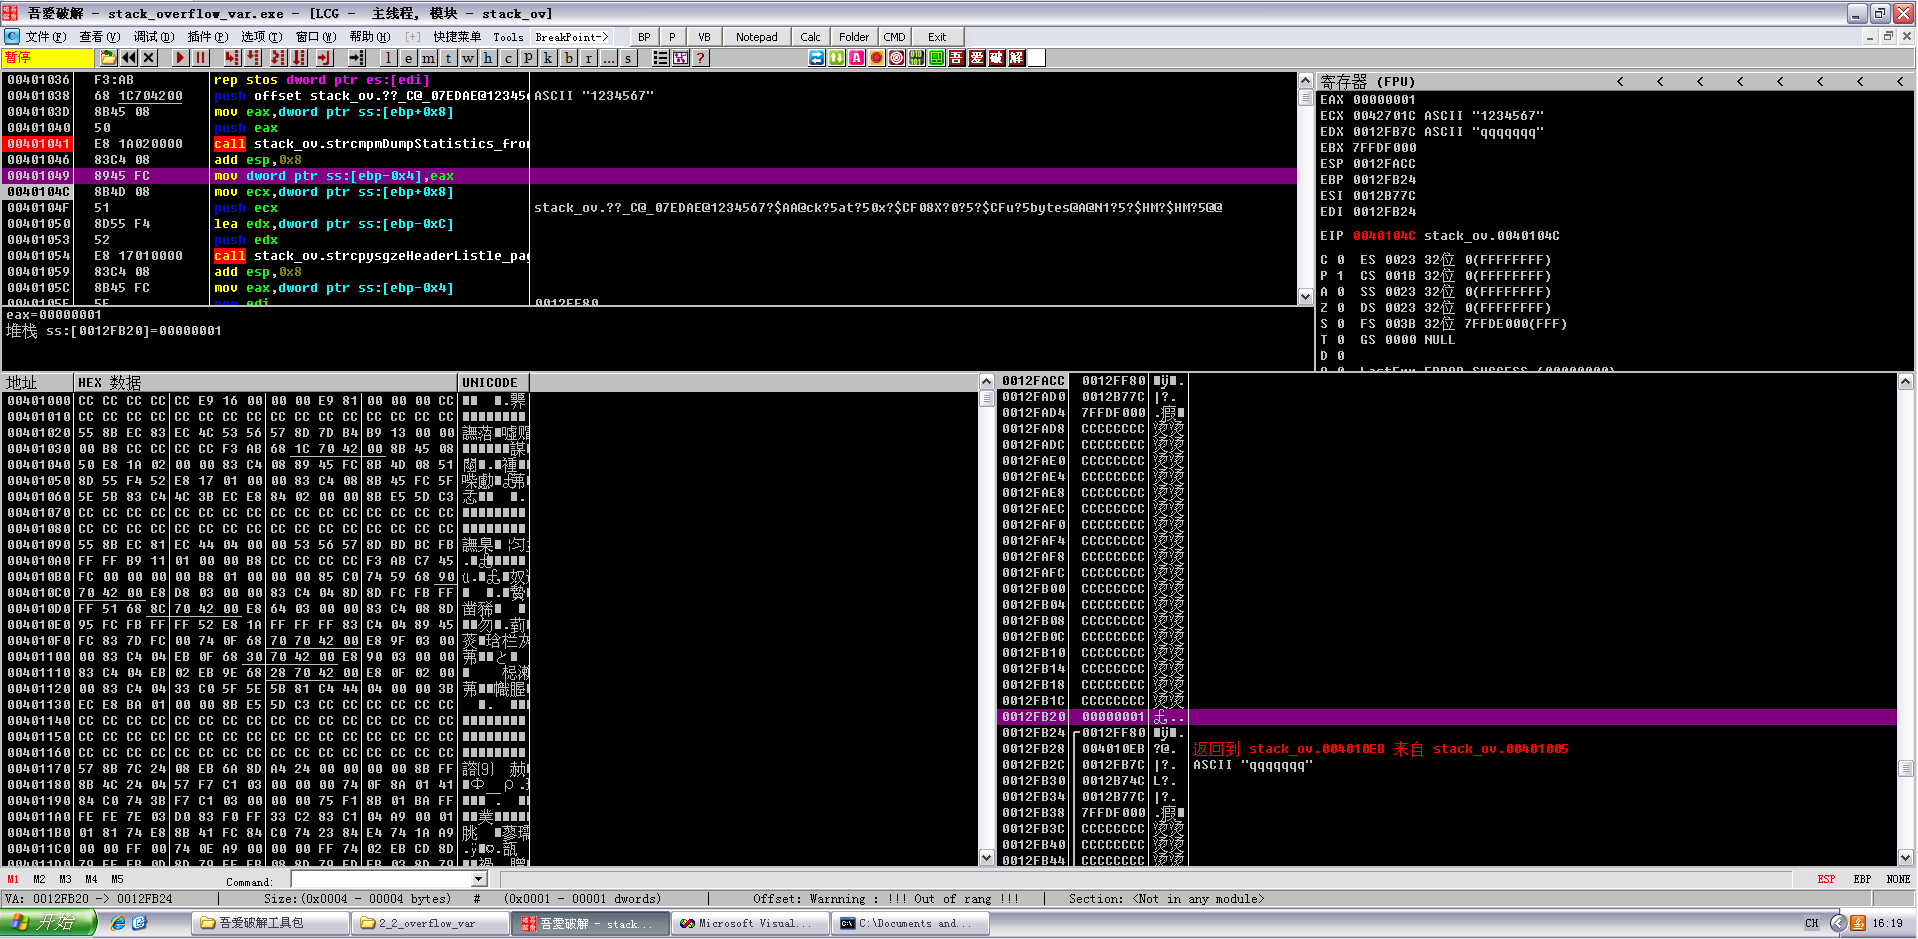 吾爱破解 - stack_overflow_var.exe - [LCG -  主线程, 模块 - stack_ov]
文件(F) 查看(V) 调试(D) 插件(P) 选项(T) 窗口(W) 帮助(H) [+] 快捷菜单 Tools BreakPoint-> BP P VB Notepad Calc Folder CMD Exit
暂停 l e m t w h c p k b r ... s ? 吾 爱 破 解
00401036 F3:AB rep stos dword ptr es:[edi]
00401038 68 1C704200 push offset stack_ov.??_C@_07EDAE@12345 ASCII "1234567"
0040103D 8B45 08 mov eax,dword ptr ss:[ebp+0x8]
00401040 50 push eax
00401041 E8 1A020000 call stack_ov.strcmpmDumpStatistics_fro
00401046 83C4 08 add esp,0x8
00401049 8945 FC mov dword ptr ss:[ebp-0x4],eax
0040104C 8B4D 08 mov ecx,dword ptr ss:[ebp+0x8]
0040104F 51 push ecx stack_ov.??_C@_07EDAE@1234567?$AA@ck?5at?50x?$CF08X?0?5?$CFu?5bytes@A@N1?5?$HM?$HM?5@@
00401050 8D55 F4 lea edx,dword ptr ss:[ebp-0xC]
00401053 52 push edx
00401054 E8 17010000 call stack_ov.strcpysgzeHeaderListle_pa
00401059 83C4 08 add esp,0x8
0040105C 8B45 FC mov eax,dword ptr ss:[ebp-0x4]
0040105F 5F pop edi 0012FF80
eax=00000001
堆栈 ss:[0012FB20]=00000001
寄存器 (FPU) < < < < < < < <
EAX 00000001
ECX 0042701C ASCII "1234567"
EDX 0012FB7C ASCII "qqqqqqq"
EBX 7FFDF000
ESP 0012FACC
EBP 0012FB24
ESI 0012B77C
EDI 0012FB24
EIP 0040104C stack_ov.0040104C
C 0 ES 0023 32位 0(FFFFFFFF)
P 1 CS 001B 32位 0(FFFFFFFF)
A 0 SS 0023 32位 0(FFFFFFFF)
Z 0 DS 0023 32位 0(FFFFFFFF)
S 0 FS 003B 32位 7FFDE000(FFF)
T 0 GS 0000 NULL
D 0
地址 HEX 数据 UNICODE
00401000 CC CC CC CC CC E9 16 00 00 00 E9 81 00 00 00 CC
00401010 CC CC CC CC CC CC CC CC CC CC CC CC CC CC CC CC
00401020 55 8B EC 83 EC 4C 53 56 57 8D 7D B4 B9 13 00 00
00401030 00 B8 CC CC CC CC F3 AB 68 1C 70 42 00 8B 45 08
00401040 50 E8 1A 02 00 00 83 C4 08 89 45 FC 8B 4D 08 51
00401050 8D 55 F4 52 E8 17 01 00 00 83 C4 08 8B 45 FC 5F
00401060 5E 5B 83 C4 4C 3B EC E8 84 02 00 00 8B E5 5D C3
00401070 CC CC CC CC CC CC CC CC CC CC CC CC CC CC CC CC
00401080 CC CC CC CC CC CC CC CC CC CC CC CC CC CC CC CC
00401090 55 8B EC 81 EC 44 04 00 00 53 56 57 8D BD BC FB
004010A0 FF FF B9 11 01 00 00 B8 CC CC CC CC F3 AB C7 45
004010B0 FC 00 00 00 00 B8 01 00 00 00 85 C0 74 59 68 90
004010C0 70 42 00 E8 D8 03 00 00 83 C4 04 8D 8D FC FB FF
004010D0 FF 51 68 8C 70 42 00 E8 64 03 00 00 83 C4 08 8D
004010E0 95 FC FB FF FF 52 E8 1A FF FF FF 83 C4 04 89 45
004010F0 FC 83 7D FC 00 74 0F 68 70 70 42 00 E8 9F 03 00
00401100 00 83 C4 04 EB 0F 68 30 70 42 00 E8 90 03 00 00
00401110 83 C4 04 EB 02 EB 9E 68 28 70 42 00 E8 0F 02 00
00401120 00 83 C4 04 33 C0 5F 5E 5B 81 C4 44 04 00 00 3B
00401130 EC E8 BA 01 00 00 8B E5 5D C3 CC CC CC CC CC CC
00401140 CC CC CC CC CC CC CC CC CC CC CC CC CC CC CC CC
00401150 CC CC CC CC CC CC CC CC CC CC CC CC CC CC CC CC
00401160 CC CC CC CC CC CC CC CC CC CC CC CC CC CC CC CC
00401170 57 8B 7C 24 08 EB 6A 8D A4 24 00 00 00 00 8B FF
00401180 8B 4C 24 04 57 F7 C1 03 00 00 00 74 0F 8A 01 41
00401190 84 C0 74 3B F7 C1 03 00 00 00 75 F1 8B 01 BA FF
004011A0 FE FE 7E 03 D0 83 F0 FF 33 C2 83 C1 04 A9 00 01
004011B0 01 81 74 E8 8B 41 FC 84 C0 74 23 84 E4 74 1A A9
004011C0 00 00 FF 00 74 0E A9 00 00 00 FF 74 02 EB CD 8D
0012FACC 0012FF80
0012FAD0 0012B77C
0012FAD4 7FFDF000
0012FAD8 CCCCCCCC 烫烫
0012FADC CCCCCCCC 烫烫
0012FAE0 CCCCCCCC 烫烫
0012FAE4 CCCCCCCC 烫烫
0012FAE8 CCCCCCCC 烫烫
0012FAEC CCCCCCCC 烫烫
0012FAF0 CCCCCCCC 烫烫
0012FAF4 CCCCCCCC 烫烫
0012FAF8 CCCCCCCC 烫烫
0012FAFC CCCCCCCC 烫烫
0012FB00 CCCCCCCC 烫烫
0012FB04 CCCCCCCC 烫烫
0012FB08 CCCCCCCC 烫烫
0012FB0C CCCCCCCC 烫烫
0012FB10 CCCCCCCC 烫烫
0012FB14 CCCCCCCC 烫烫
0012FB18 CCCCCCCC 烫烫
0012FB1C CCCCCCCC 烫烫
0012FB20 00000001
0012FB24 0012FF80
0012FB28 004010EB ?@. 返回到 stack_ov.004010EB 来自 stack_ov.00401005
0012FB2C 0012FB7C |?. ASCII "qqqqqqq"
0012FB30 0012B74C L?.
0012FB34 0012B77C |?.
0012FB38 7FFDF000
0012FB3C CCCCCCCC 烫烫
0012FB40 CCCCCCCC 烫烫
0012FB44 CCCCCCCC 烫烫
M1 M2 M3 M4 M5 Command: ESP EBP NONE
VA: 0012FB20 -> 0012FB24 Size:(0x0004 - 00004 bytes) # (0x0001 - 00001 dwords) Offset: Warnning : !!! Out of rang !!! Section: <Not in any module>
开始 吾爱破解工具包 2_2_overflow_var 吾爱破解 - stack... Microsoft Visual... C:\Documents and... CH 16:19